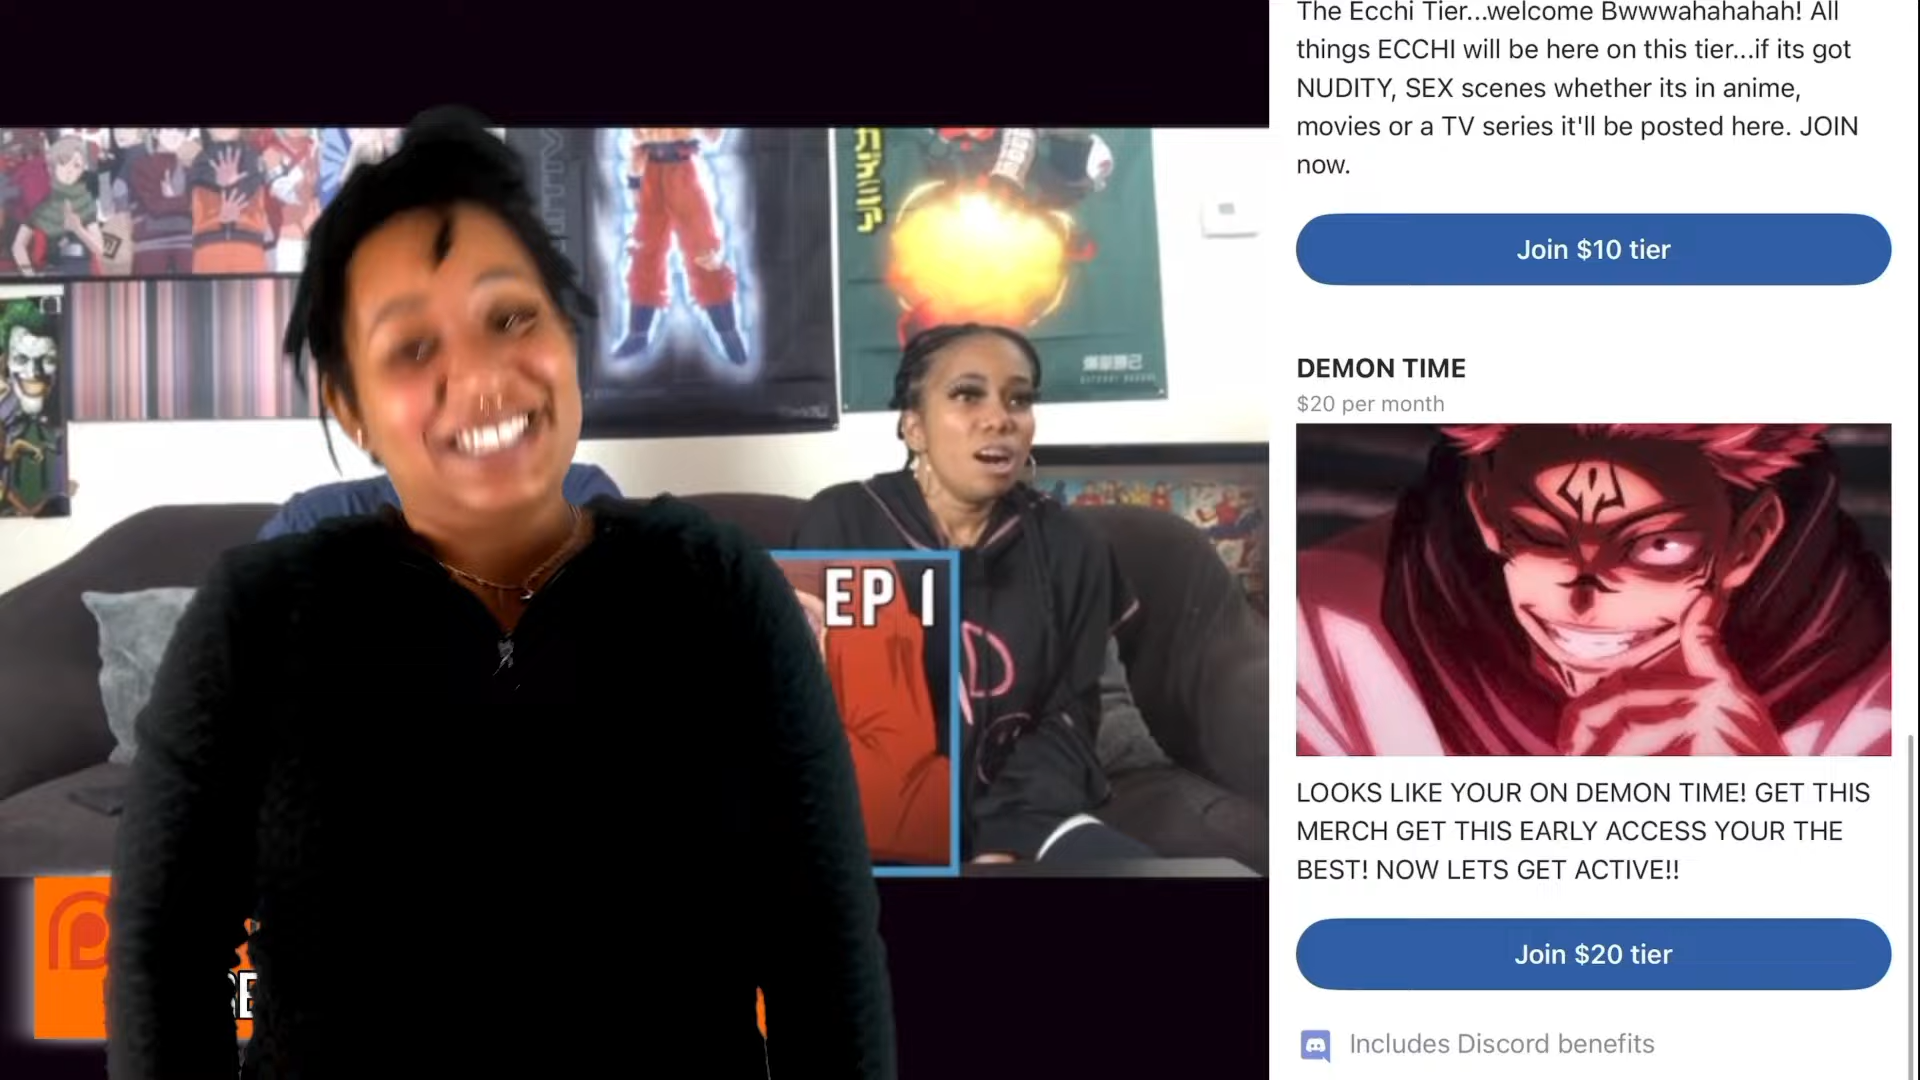 The Ecchi Tier...welcome Bwwwahahahah! All
things ECCHI will be here on this tier...if its got
NUDITY, SEX scenes whether its in anime,
movies or a TV series it'll be posted here. JOIN
now.
Join $10 tier
DEMON TIME
$20 per month
LOOKS LIKE YOUR ON DEMON TIME! GET THIS
MERCH GET THIS EARLY ACCESS YOUR THE
BEST! NOW LETS GET ACTIVE!!
Join $20 tier
Includes Discord benefits
EP 1